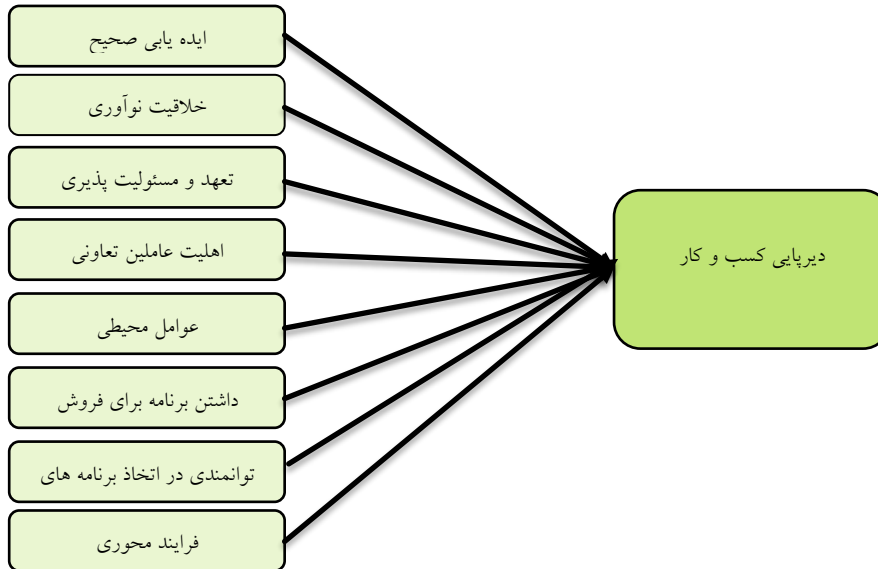 ایده یابی صحیح
خلاقیت نوآوری
تعهد و مسئولیت پذیری
اهلیت عاملین تعاونی
عوامل محیطی
داشتن برنامه برای فروش
توانمندی در اتخاذ برنامه های
فرایند محوری
دیرپایی کسب و کار